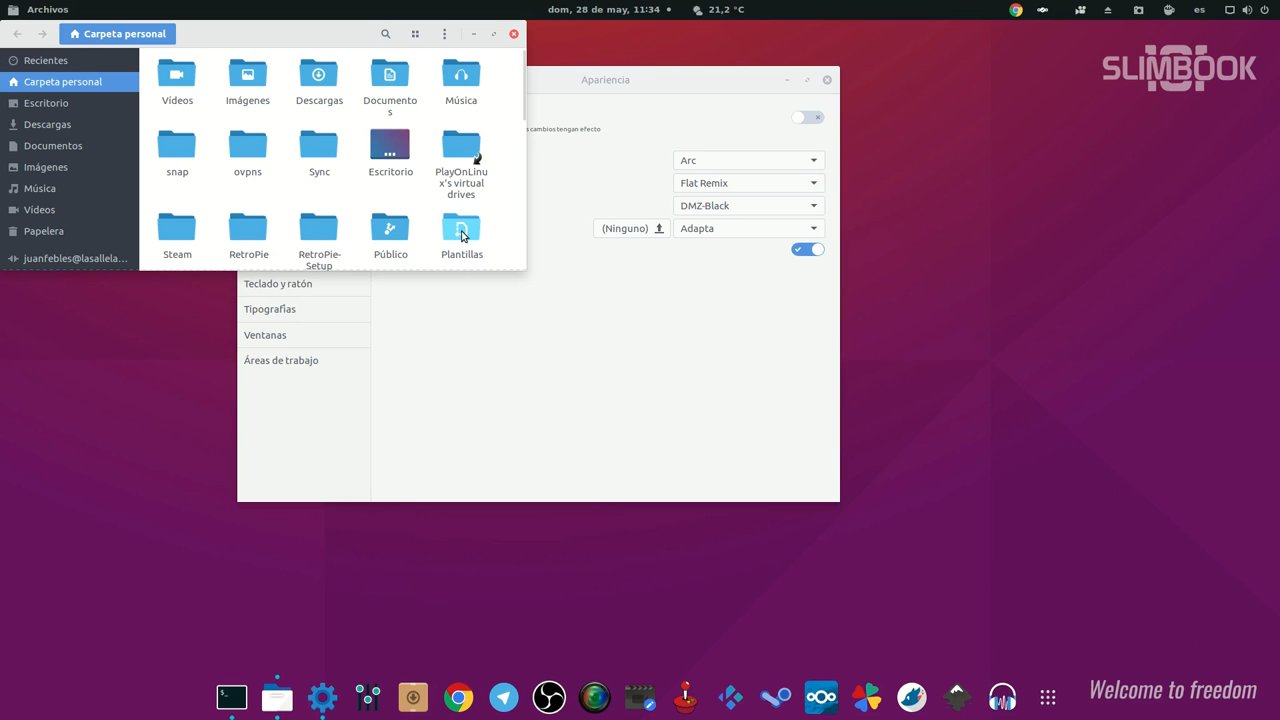 Archivos
dom, 28 de may, 11:34
21,2 °C
es
Carpeta personal
SLIMBOOK
Recientes
Carpeta personal
Escritorio
Descargas
Documentos
Imágenes
Música
Vídeos
Papelera
juanfebles@lasallela...
Vídeos
Imágenes
Descargas
Documento
s
Música
snap
ovpns
Sync
Escritorio
PlayOnLinu
x's virtual
drives
Steam
RetroPie
RetroPie-
Setup
Público
Plantillas
Apariencia
s cambios tengan efecto
Arc
Flat Remix
DMZ-Black
(Ninguno)
Adapta
Teclado y ratón
Tipografías
Ventanas
Áreas de trabajo
Welcome to freedom